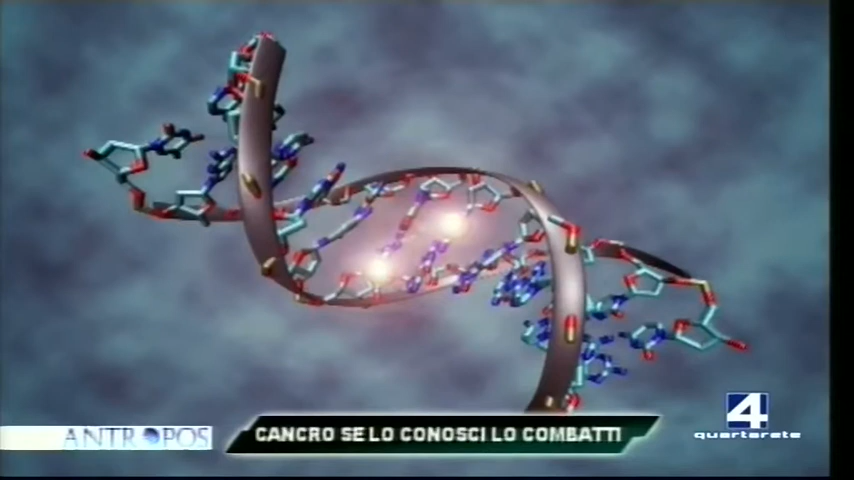 ANTROPOS
CANCRO SE LO CONOSCI LO COMBATTI
4
quartarete